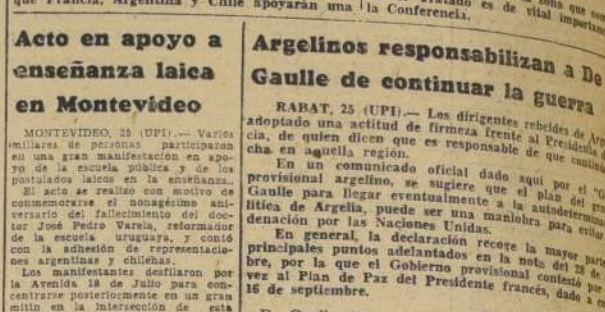 que Francia, Argentina y Chile apoyarán una
la Conferencia.
es de vital
Acto en apoyo a
enseñanza laica
en Montevideo
MONTEVIDEO, 25 (UPI).— Varios
millares de personas participaron
en una gran manifestación en apo-
yo de la escuela pública y de los
postulados laicos en la enseñanza.
El acto se realizó con motivo de
conmemorarse el nonagésimo ani-
versario del fallecimiento del doc-
tor José Pedro Varela, reformador
de la escuela uruguaya, y contó
con la adhesión de representacio-
nes argentinas y chilenas.
Los manifestantes desfilaron por
la Avenida 18 de Julio para con-
centrarse posteriormente en un gran
mitin en la intersección de esta
Argelinos responsabilizan a De
Gaulle de continuar la guerra
RABAT, 25 (UPI).— Los dirigentes rebeldes de
adoptado una actitud de firmeza frente al Presidente
cia, de quien dicen que es responsable de que
cha en aquella región.
En un comunicado oficial dado aquí por el
provisional argelino, se sugiere que el plan del
Gaulle para llegar eventualmente a la
lítica de Argelia, puede ser una maniobra para evitar
denación por las Naciones Unidas.
En general, la declaración recoge la mayor
principales puntos adelantados en la nota del 28 de
bre, por la que el Gobierno provisional contestó por
vez al Plan de Paz del Presidente francés, dado a
16 de septiembre.